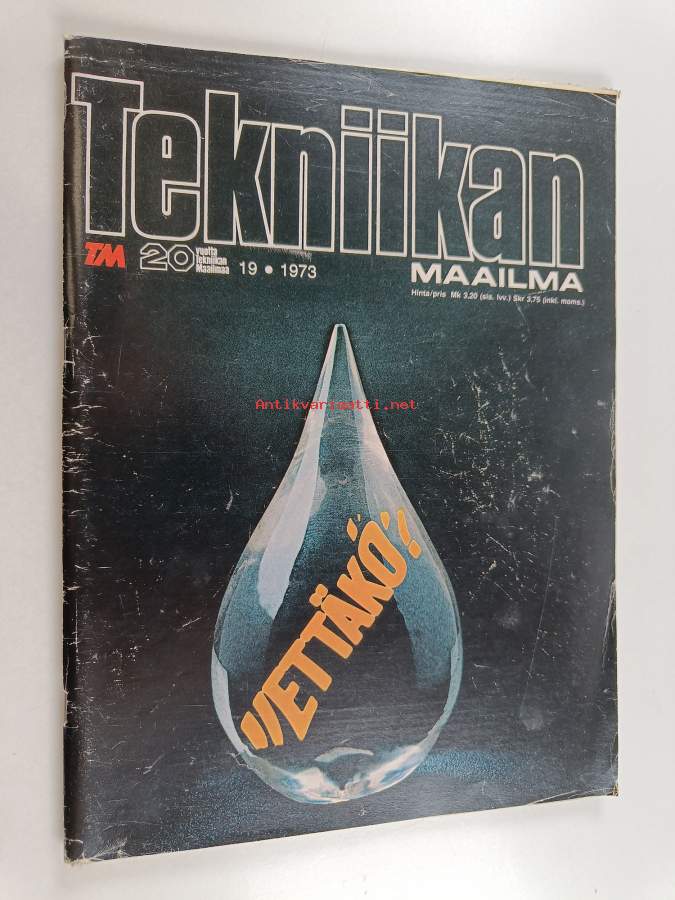 Tekniikan
MAAILMA
TM 20 vuotta
Tekniikan
Maailmaa
19 • 1973
Hinta/pris Mk 3,20 (sis. lvv.) Skr 3,75 (inkl. moms.)
Antikvariaatti.net
VETTÄKÖ!